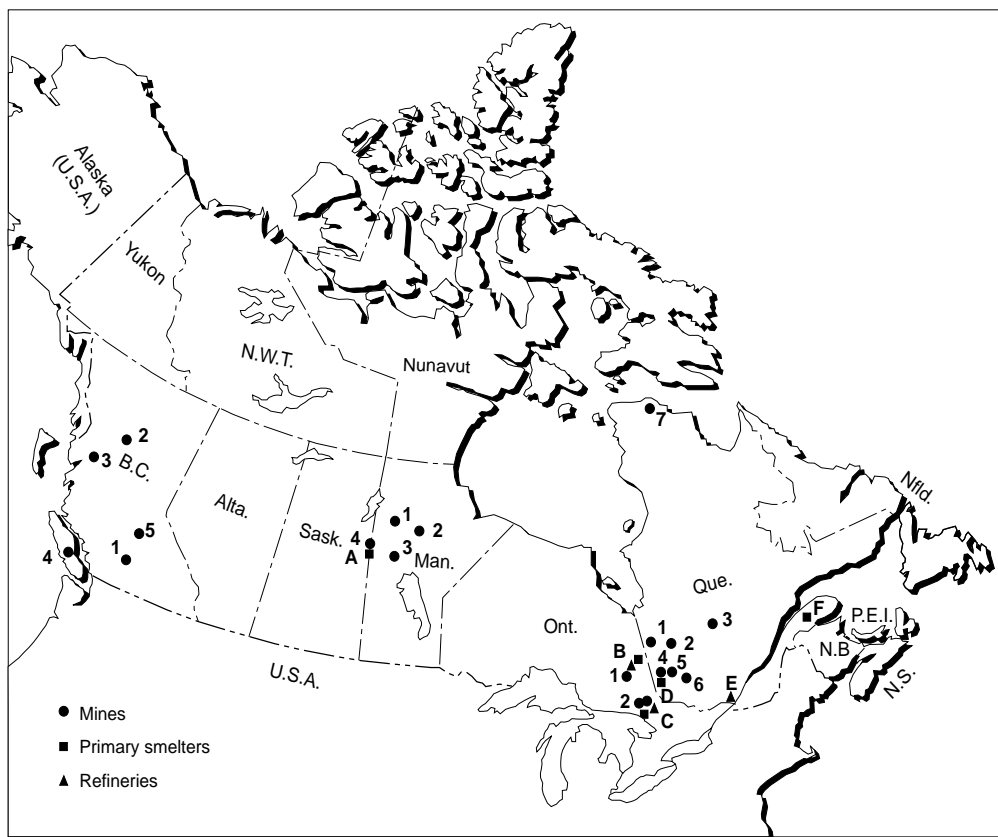 Alaska
(U.S.A.)
Yukon
N.W.T.
Nunavut
7
2
3
B.C.
5
1
4
Alta.
Sask.
1
2
4
3
A
Man.
Nfld.
Que.
3
F
P.E.I.
N.B
N.S.
Ont.
1
2
B
4
5
1
6
D
E
2
C
U.S.A.
Mines
Primary smelters
Refineries